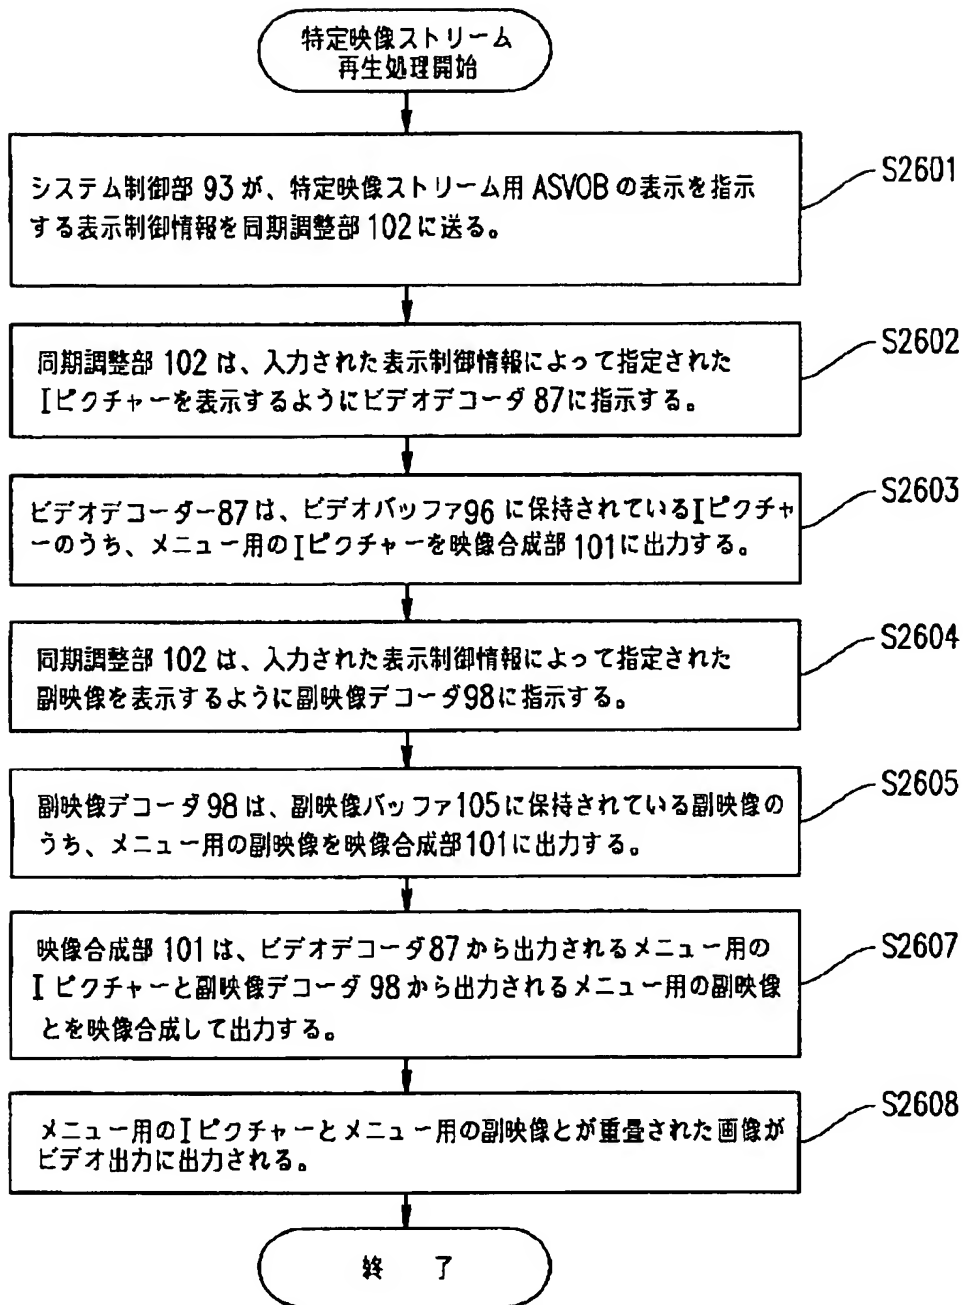 特定映像ストリーム
再生処理開始
システム制御部 93 が、特定映像ストリーム用 ASVOB の表示を指示
する表示制御情報を同期調整部 102 に送る。
S2601
同期調整部 102 は、入力された表示制御情報によって指定された
Iピクチャーを表示するようにビデオデコーダ 87に指示する。
S2602
ビデオデコーダー87は、ビデオバッファ96 に保持されているIピクチャ
ーのうち、メニュー用のIピクチャーを映像合成部101に出力する。
S2603
同期調整部 102 は、入力された表示制御情報によって指定された
副映像を表示するように副映像デコーダ98に指示する。
S2604
副映像デコーダ98は、副映像バッファ105に保持されている副映像の
うち、メニュー用の副映像を映像合成部101に出力する。
S2605
映像合成部 101は、ビデオデコーダ87から出力されるメニュー用の
I ピクチャーと副映像デコーダ 98から出力されるメニュー用の副映像
とを映像合成して出力する。
S2607
メニュー用のIピクチャーとメニュー用の副映像とが重畳された画像が
ビデオ出力に出力される。
S2608
終 了